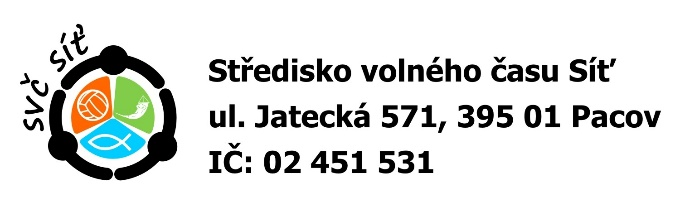 svč síť
Středisko volného času Síť
ul. Jatecká 571, 395 01 Pacov
IČ: 02 451 531